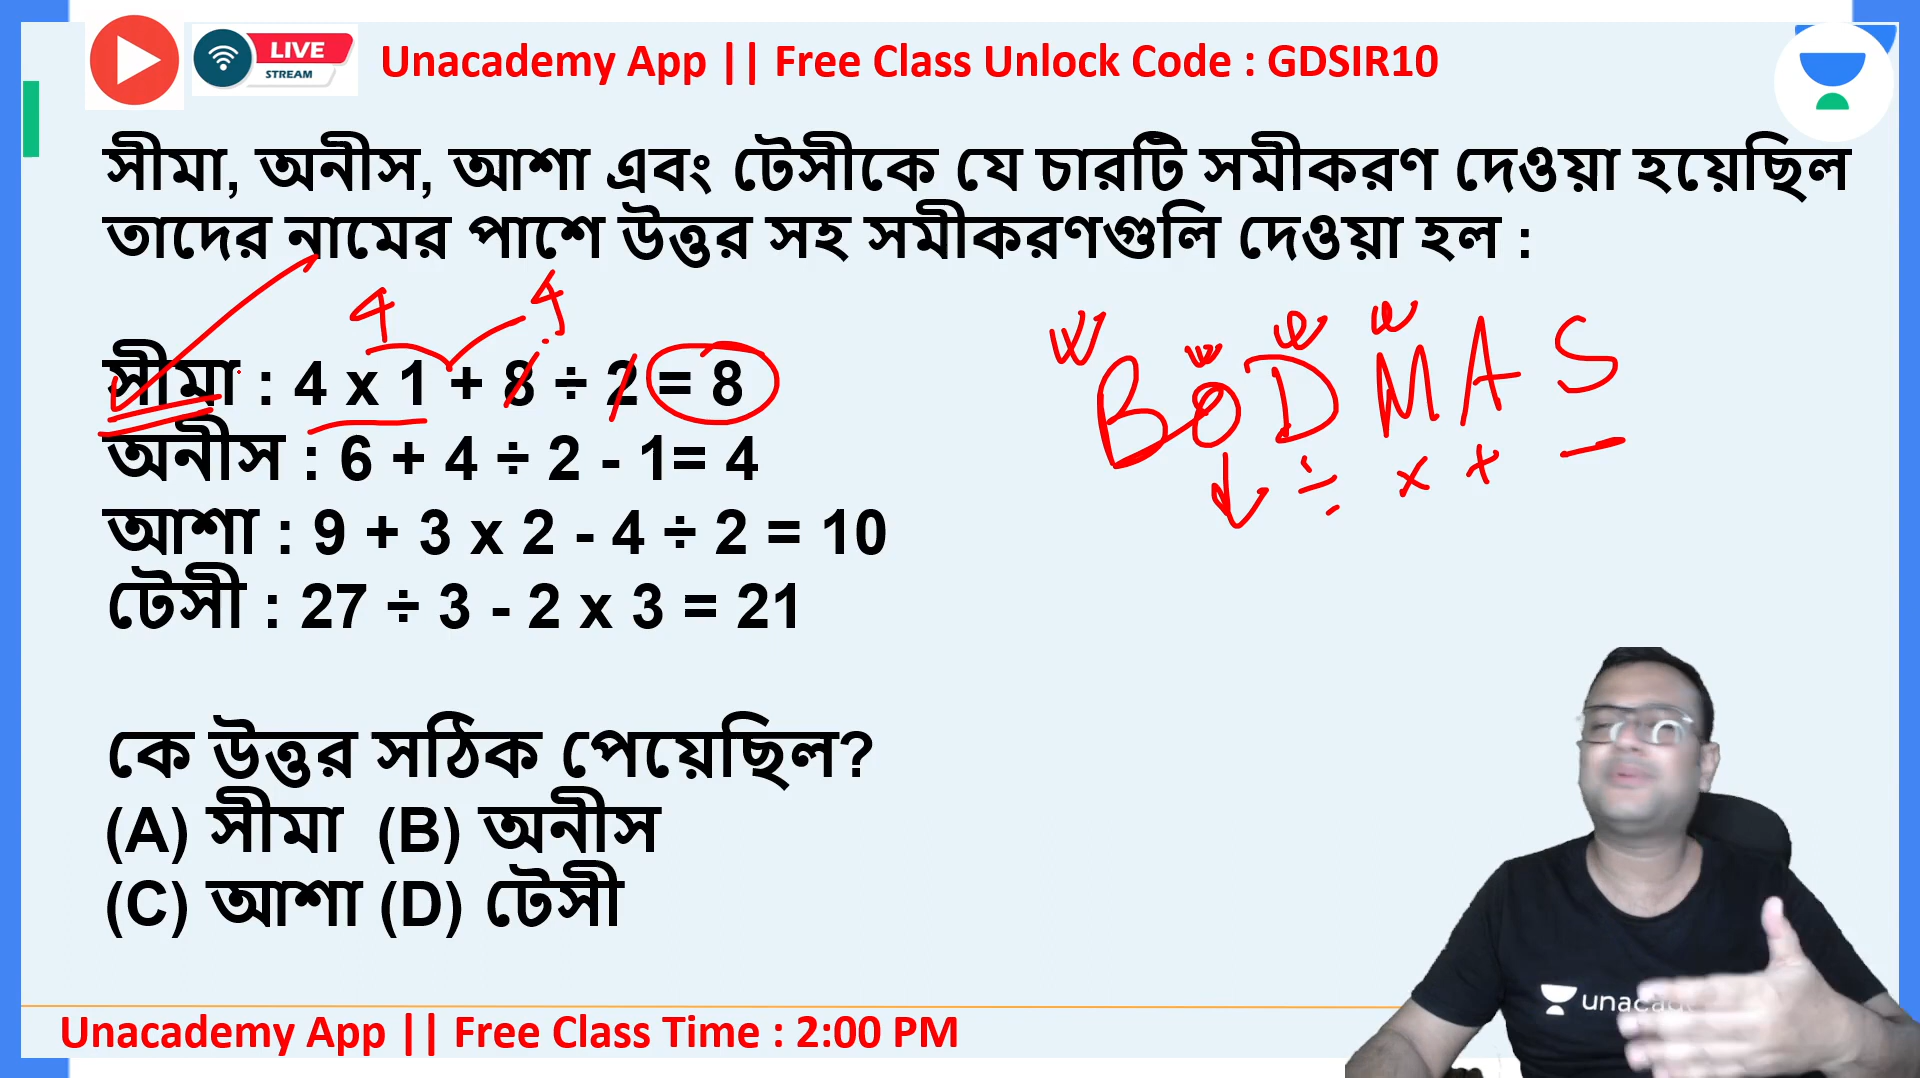 LIVE
STREAM
Unacademy App || Free Class Unlock Code : GDSIR10
সীমা, অনীস, আশা এবং টেসীকে যে চারটি সমীকরণ দেওয়া হয়েছিল
তাদের নামের পাশে উত্তর সহ সমীকরণগুলি দেওয়া হল :
4 4
সীমা : 4 x 1 + 8 ÷ 2 = 8
BODMAS
÷ × + −
অনীস : 6 + 4 ÷ 2 - 1= 4
আশা : 9 + 3 x 2 - 4 ÷ 2 = 10
টেসী : 27 ÷ 3 - 2 x 3 = 21
কে উত্তর সঠিক পেয়েছিল?
(A) সীমা (B) অনীস
(C) আশা (D) টেসী
Unacademy App || Free Class Time : 2:00 PM